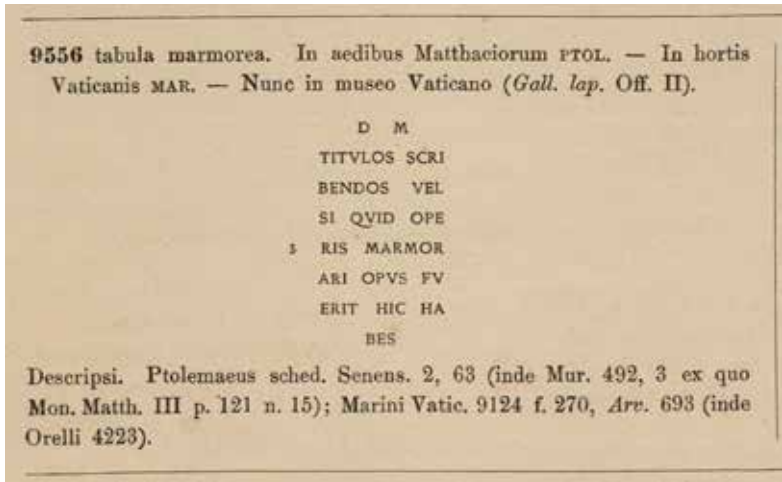 9556 tabula marmorea. In aedibus Matthaeiorum PTOL. — In hortis
Vaticanis MAR. — Nunc in museo Vaticano (Gall. lap. Off. II).
D M
TITVLOS SCRI
BENDOS VEL
SI QVID OPE
5 RIS MARMOR
ARI OPVS FV
ERIT HIC HA
BES
Descripsi. Ptolemaeus sched. Senens. 2, 63 (inde Mur. 492, 3 ex quo
Mon. Matth. III p. 121 n. 15); Marini Vatic. 9124 f. 270, Arv. 693 (inde
Orelli 4223).